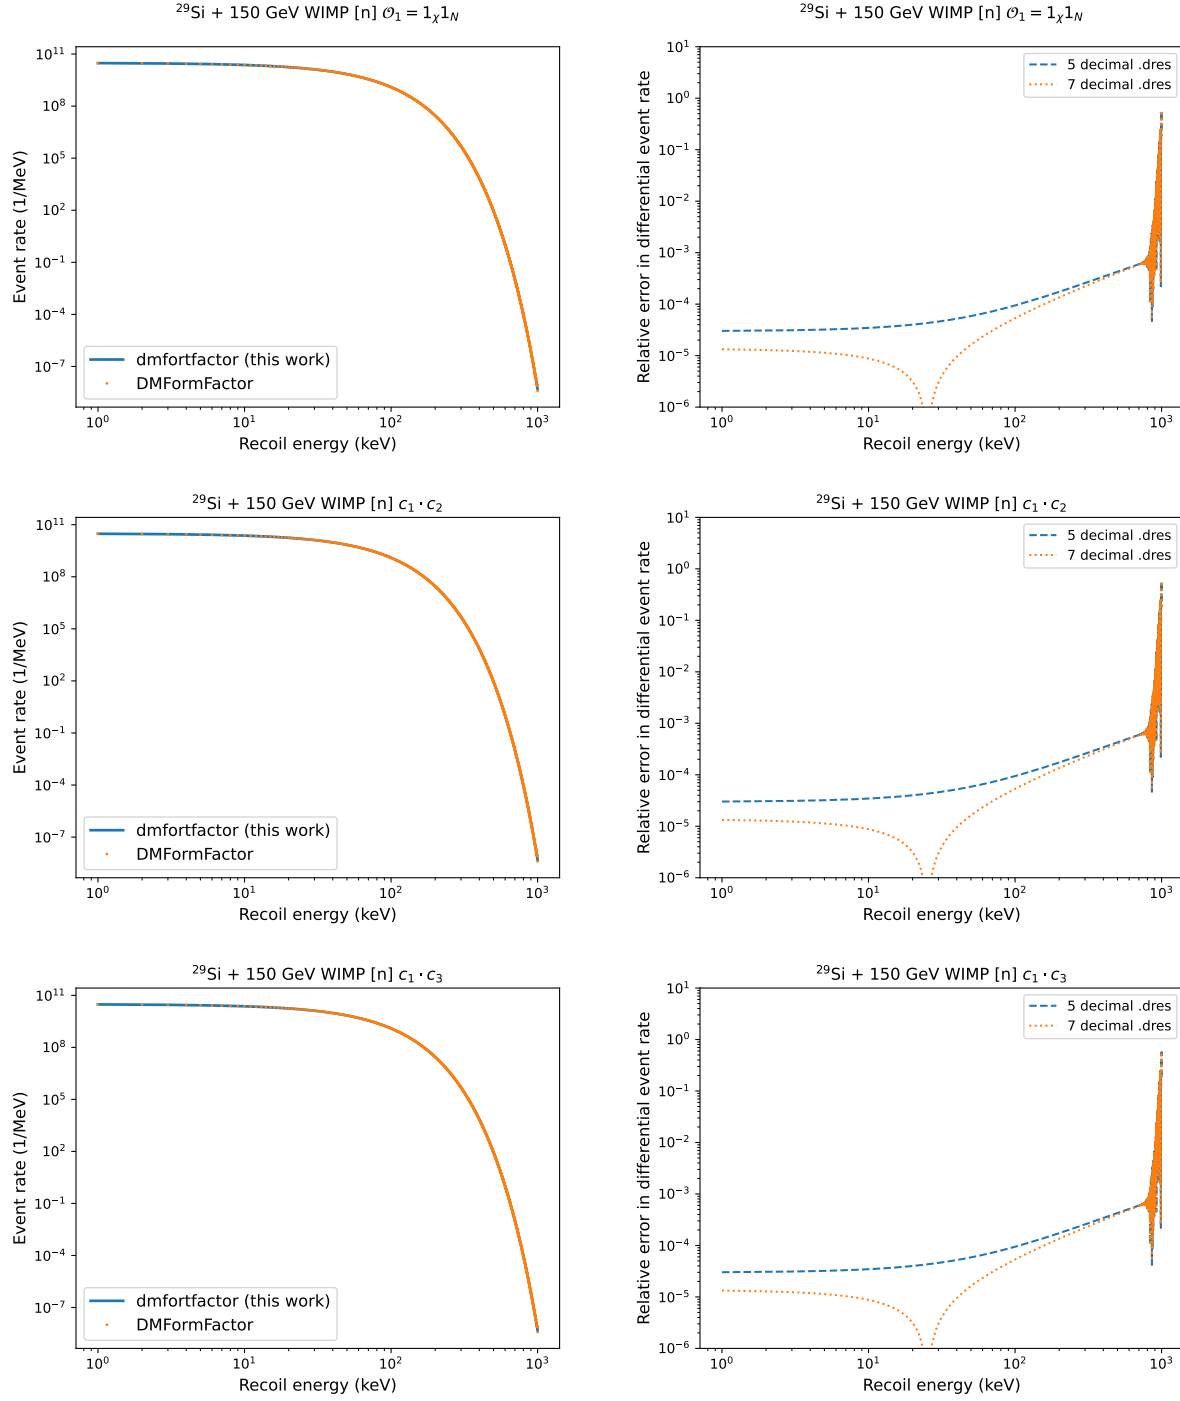 ²⁹Si + 150 GeV WIMP [n] 𝒪₁ = 1_χ1_N
Event rate (1/MeV)
10¹¹
10⁸
10⁵
10²
10⁻¹
10⁻⁴
10⁻⁷
dmfortfactor (this work)
DMFormFactor
10⁰ 10¹ 10² 10³
Recoil energy (keV)
²⁹Si + 150 GeV WIMP [n] 𝒪₁ = 1_χ1_N
Relative error in differential event rate
10¹
10⁰
10⁻¹
10⁻²
10⁻³
10⁻⁴
10⁻⁵
10⁻⁶
5 decimal .dres
7 decimal .dres
10⁰ 10¹ 10² 10³
Recoil energy (keV)
²⁹Si + 150 GeV WIMP [n] c₁ · c₂
Event rate (1/MeV)
10¹¹
10⁸
10⁵
10²
10⁻¹
10⁻⁴
10⁻⁷
dmfortfactor (this work)
DMFormFactor
10⁰ 10¹ 10² 10³
Recoil energy (keV)
²⁹Si + 150 GeV WIMP [n] c₁ · c₂
Relative error in differential event rate
10¹
10⁰
10⁻¹
10⁻²
10⁻³
10⁻⁴
10⁻⁵
10⁻⁶
5 decimal .dres
7 decimal .dres
10⁰ 10¹ 10² 10³
Recoil energy (keV)
²⁹Si + 150 GeV WIMP [n] c₁ · c₃
Event rate (1/MeV)
10¹¹
10⁸
10⁵
10²
10⁻¹
10⁻⁴
10⁻⁷
dmfortfactor (this work)
DMFormFactor
10⁰ 10¹ 10² 10³
Recoil energy (keV)
²⁹Si + 150 GeV WIMP [n] c₁ · c₃
Relative error in differential event rate
10¹
10⁰
10⁻¹
10⁻²
10⁻³
10⁻⁴
10⁻⁵
10⁻⁶
5 decimal .dres
7 decimal .dres
10⁰ 10¹ 10² 10³
Recoil energy (keV)